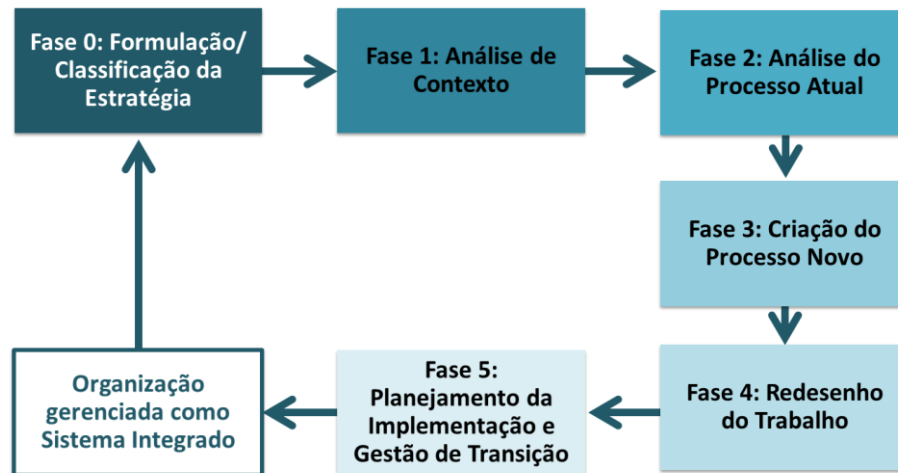 Fase 0: Formulação/
Classificação da
Estratégia
Fase 1: Análise de
Contexto
Fase 2: Análise do
Processo Atual
Fase 3: Criação do
Processo Novo
Fase 4: Redesenho
do Trabalho
Fase 5:
Planejamento da
Implementação e
Gestão de Transição
Organização
gerenciada como
Sistema Integrado